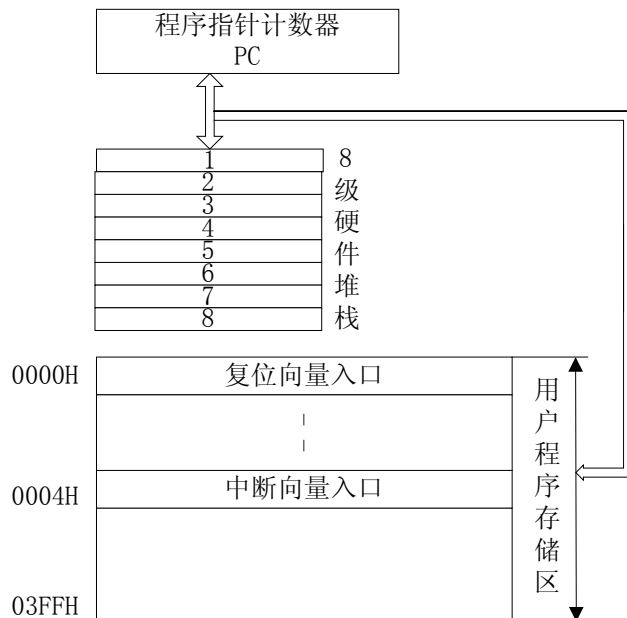 程序指针计数器
PC
1
2
3
4
5
6
7
8
8级硬件堆栈
0000H
复位向量入口
0004H
中断向量入口
03FFH
用户程序存储区